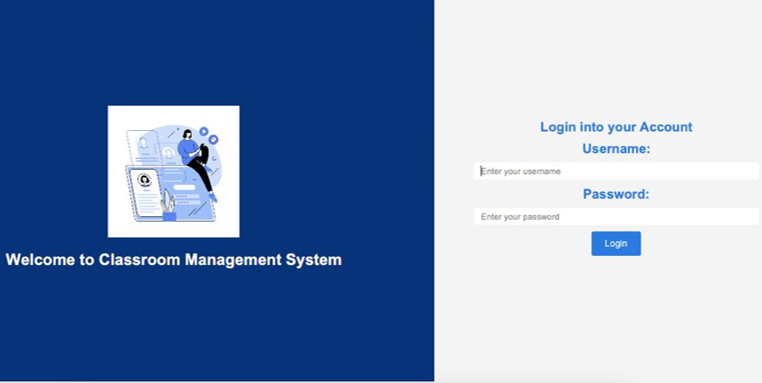 Welcome to Classroom Management System
Login into your Account
Username:
Enter your username
Password:
Enter your password
Login